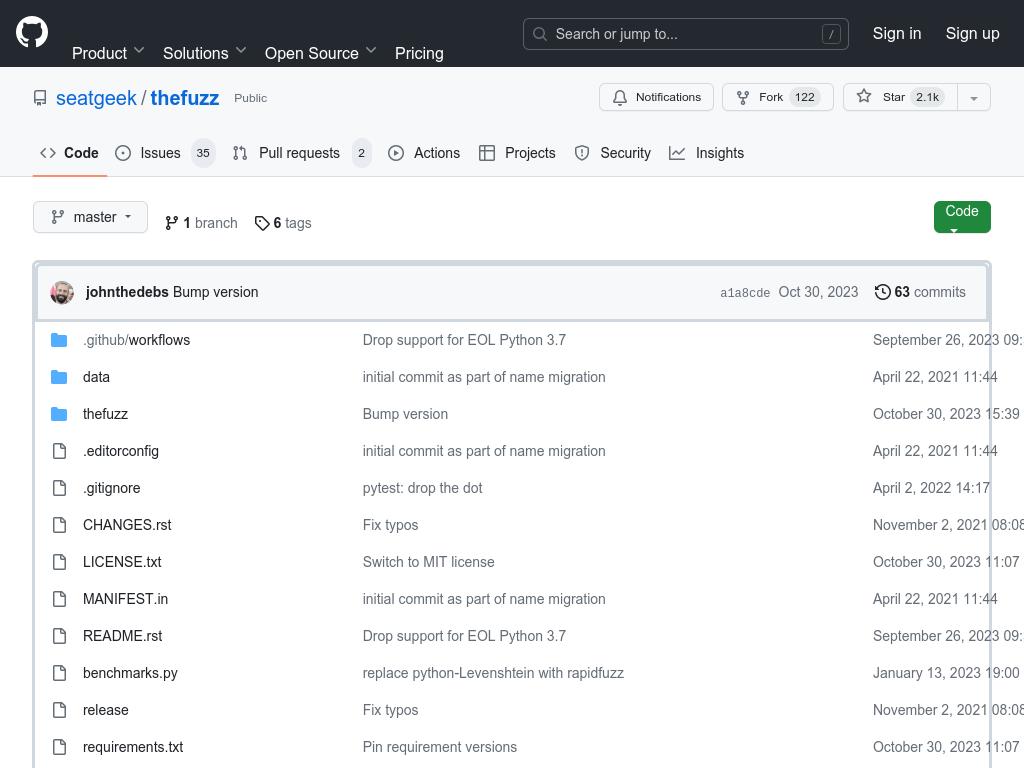 Product Solutions Open Source Pricing
Search or jump to... /
Sign in Sign up
seatgeek / thefuzz Public
Notifications Fork 122 Star 2.1k
Code Issues 35 Pull requests 2 Actions Projects Security Insights
master 1 branch 6 tags Code
johnthedebs Bump version a1a8cde Oct 30, 2023 63 commits
.github/workflows Drop support for EOL Python 3.7 September 26, 2023 09:
data initial commit as part of name migration April 22, 2021 11:44
thefuzz Bump version October 30, 2023 15:39
.editorconfig initial commit as part of name migration April 22, 2021 11:44
.gitignore pytest: drop the dot April 2, 2022 14:17
CHANGES.rst Fix typos November 2, 2021 08:08
LICENSE.txt Switch to MIT license October 30, 2023 11:07
MANIFEST.in initial commit as part of name migration April 22, 2021 11:44
README.rst Drop support for EOL Python 3.7 September 26, 2023 09:
benchmarks.py replace python-Levenshtein with rapidfuzz January 13, 2023 19:00
release Fix typos November 2, 2021 08:08
requirements.txt Pin requirement versions October 30, 2023 11:07